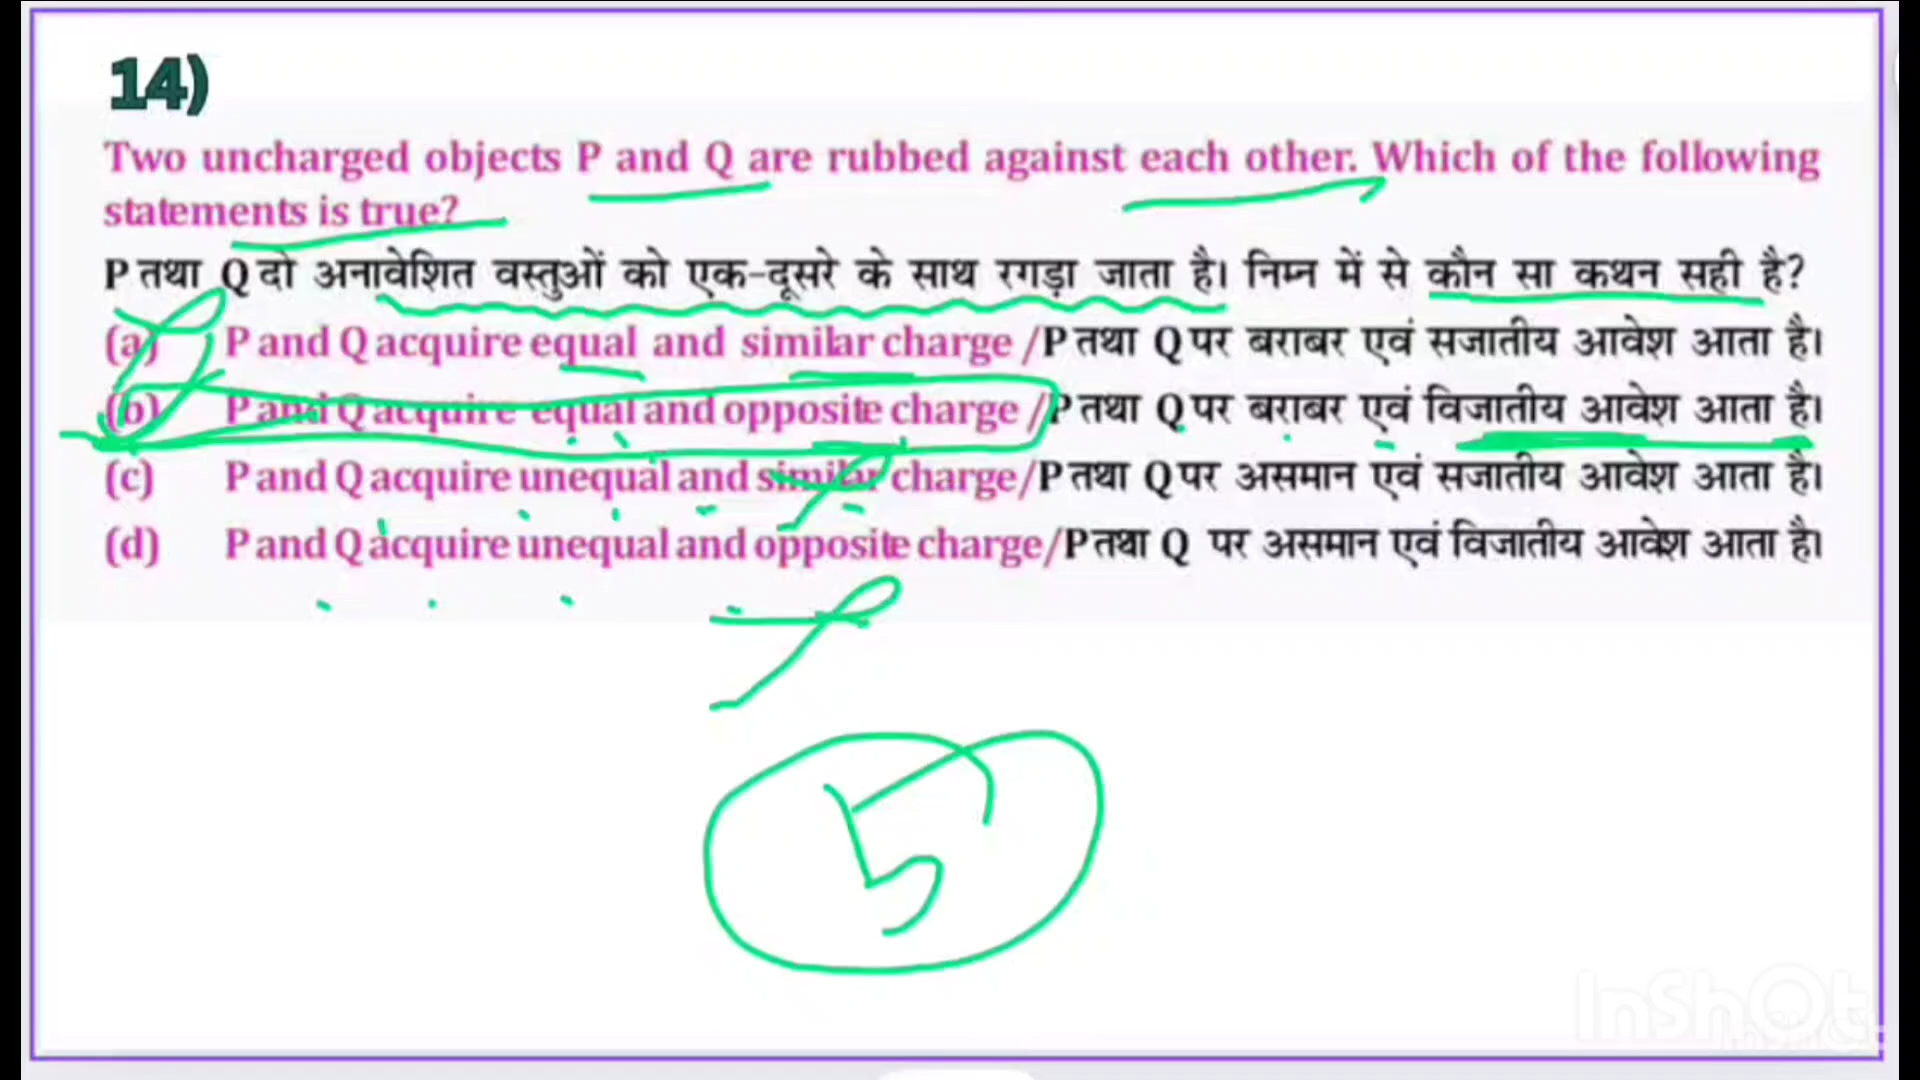 14)
Two uncharged objects P and Q are rubbed against each other. Which of the following
statements is true?
P तथा Q दो अनावेशित वस्तुओं को एक-दूसरे के साथ रगड़ा जाता है। निम्न में से कौन सा कथन सही है?
(a) P and Q acquire equal and similar charge /P तथा Q पर बराबर एवं सजातीय आवेश आता है।
(b) P and Q acquire equal and opposite charge /P तथा Q पर बराबर एवं विजातीय आवेश आता है।
(c) P and Q acquire unequal and similar charge/P तथा Q पर असमान एवं सजातीय आवेश आता है।
(d) P and Q acquire unequal and opposite charge/P तथा Q पर असमान एवं विजातीय आवेश आता है।
5
InShOt